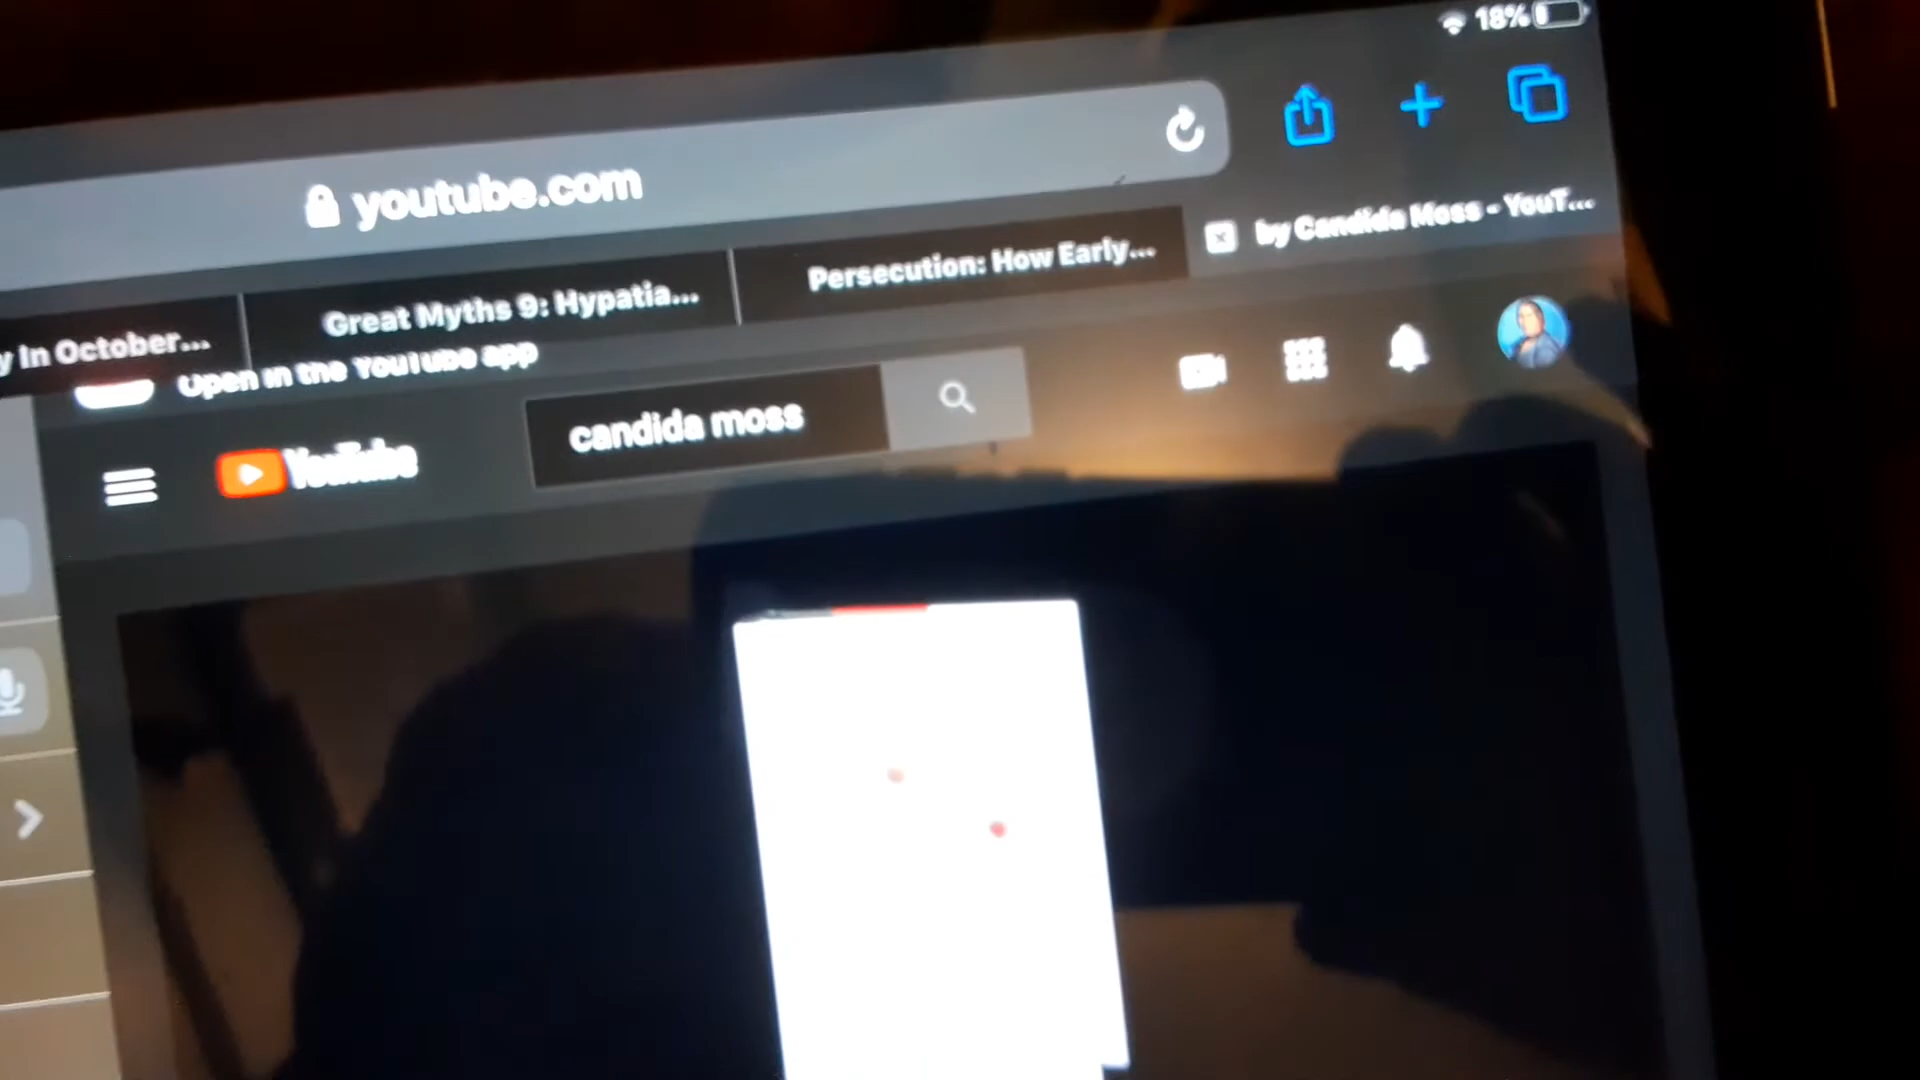 18%
youtube.com
y In October...
Great Myths 9: Hypatia...
Persecution: How Early...
by Candida Moss - YouT...
Open in the YouTube app
YouTube
candida moss